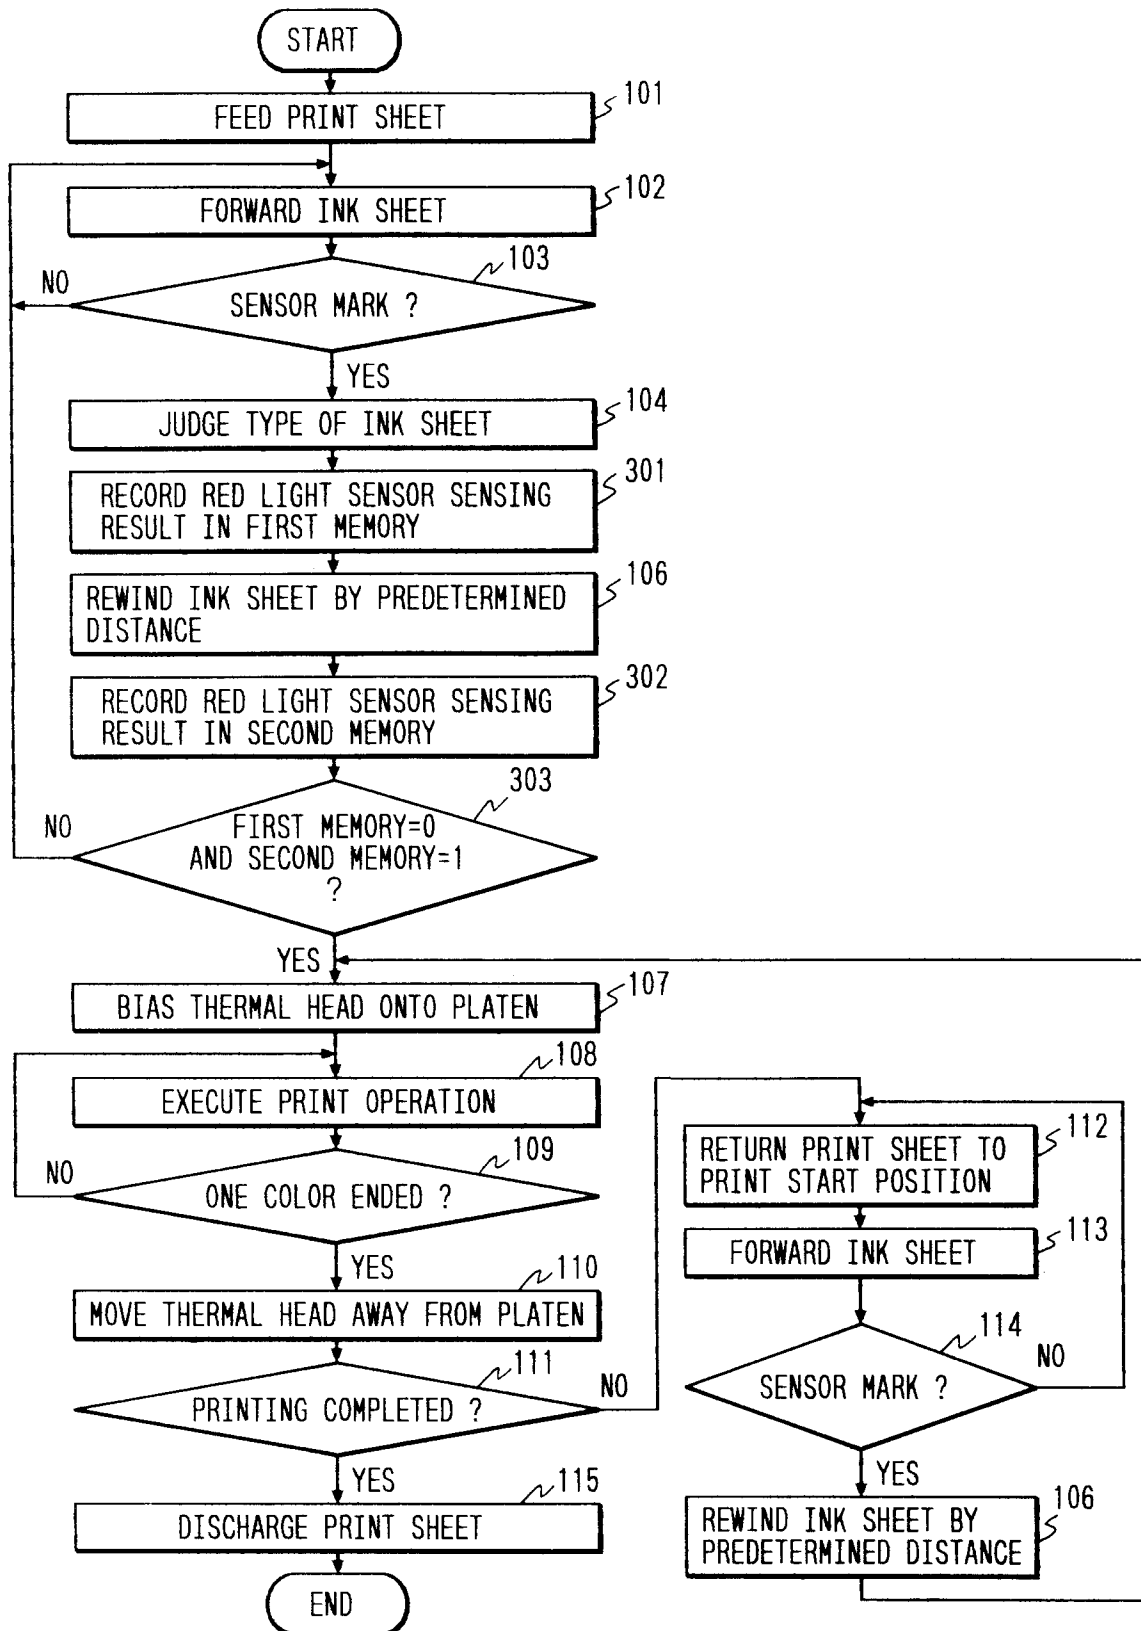 START
101
FEED PRINT SHEET
102
FORWARD INK SHEET
103
NO
SENSOR MARK ?
YES
104
JUDGE TYPE OF INK SHEET
301
RECORD RED LIGHT SENSOR SENSING
RESULT IN FIRST MEMORY
106
REWIND INK SHEET BY PREDETERMINED
DISTANCE
302
RECORD RED LIGHT SENSOR SENSING
RESULT IN SECOND MEMORY
303
NO
FIRST MEMORY=0
AND SECOND MEMORY=1
?
YES
107
BIAS THERMAL HEAD ONTO PLATEN
108
EXECUTE PRINT OPERATION
109
NO
ONE COLOR ENDED ?
YES
110
MOVE THERMAL HEAD AWAY FROM PLATEN
111
NO
PRINTING COMPLETED ?
YES
115
DISCHARGE PRINT SHEET
END
112
RETURN PRINT SHEET TO
PRINT START POSITION
113
FORWARD INK SHEET
114
NO
SENSOR MARK ?
YES
106
REWIND INK SHEET BY
PREDETERMINED DISTANCE